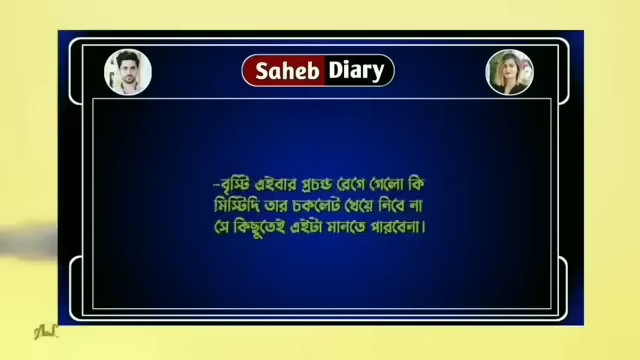 Saheb Diary
-বৃস্টি এইবার প্রচন্ড রেগে গেলো কি
মিস্টিদি তার চকলেট খেয়ে নিবে না
সে কিছুতেই এইটা মানতে পারবেনা।